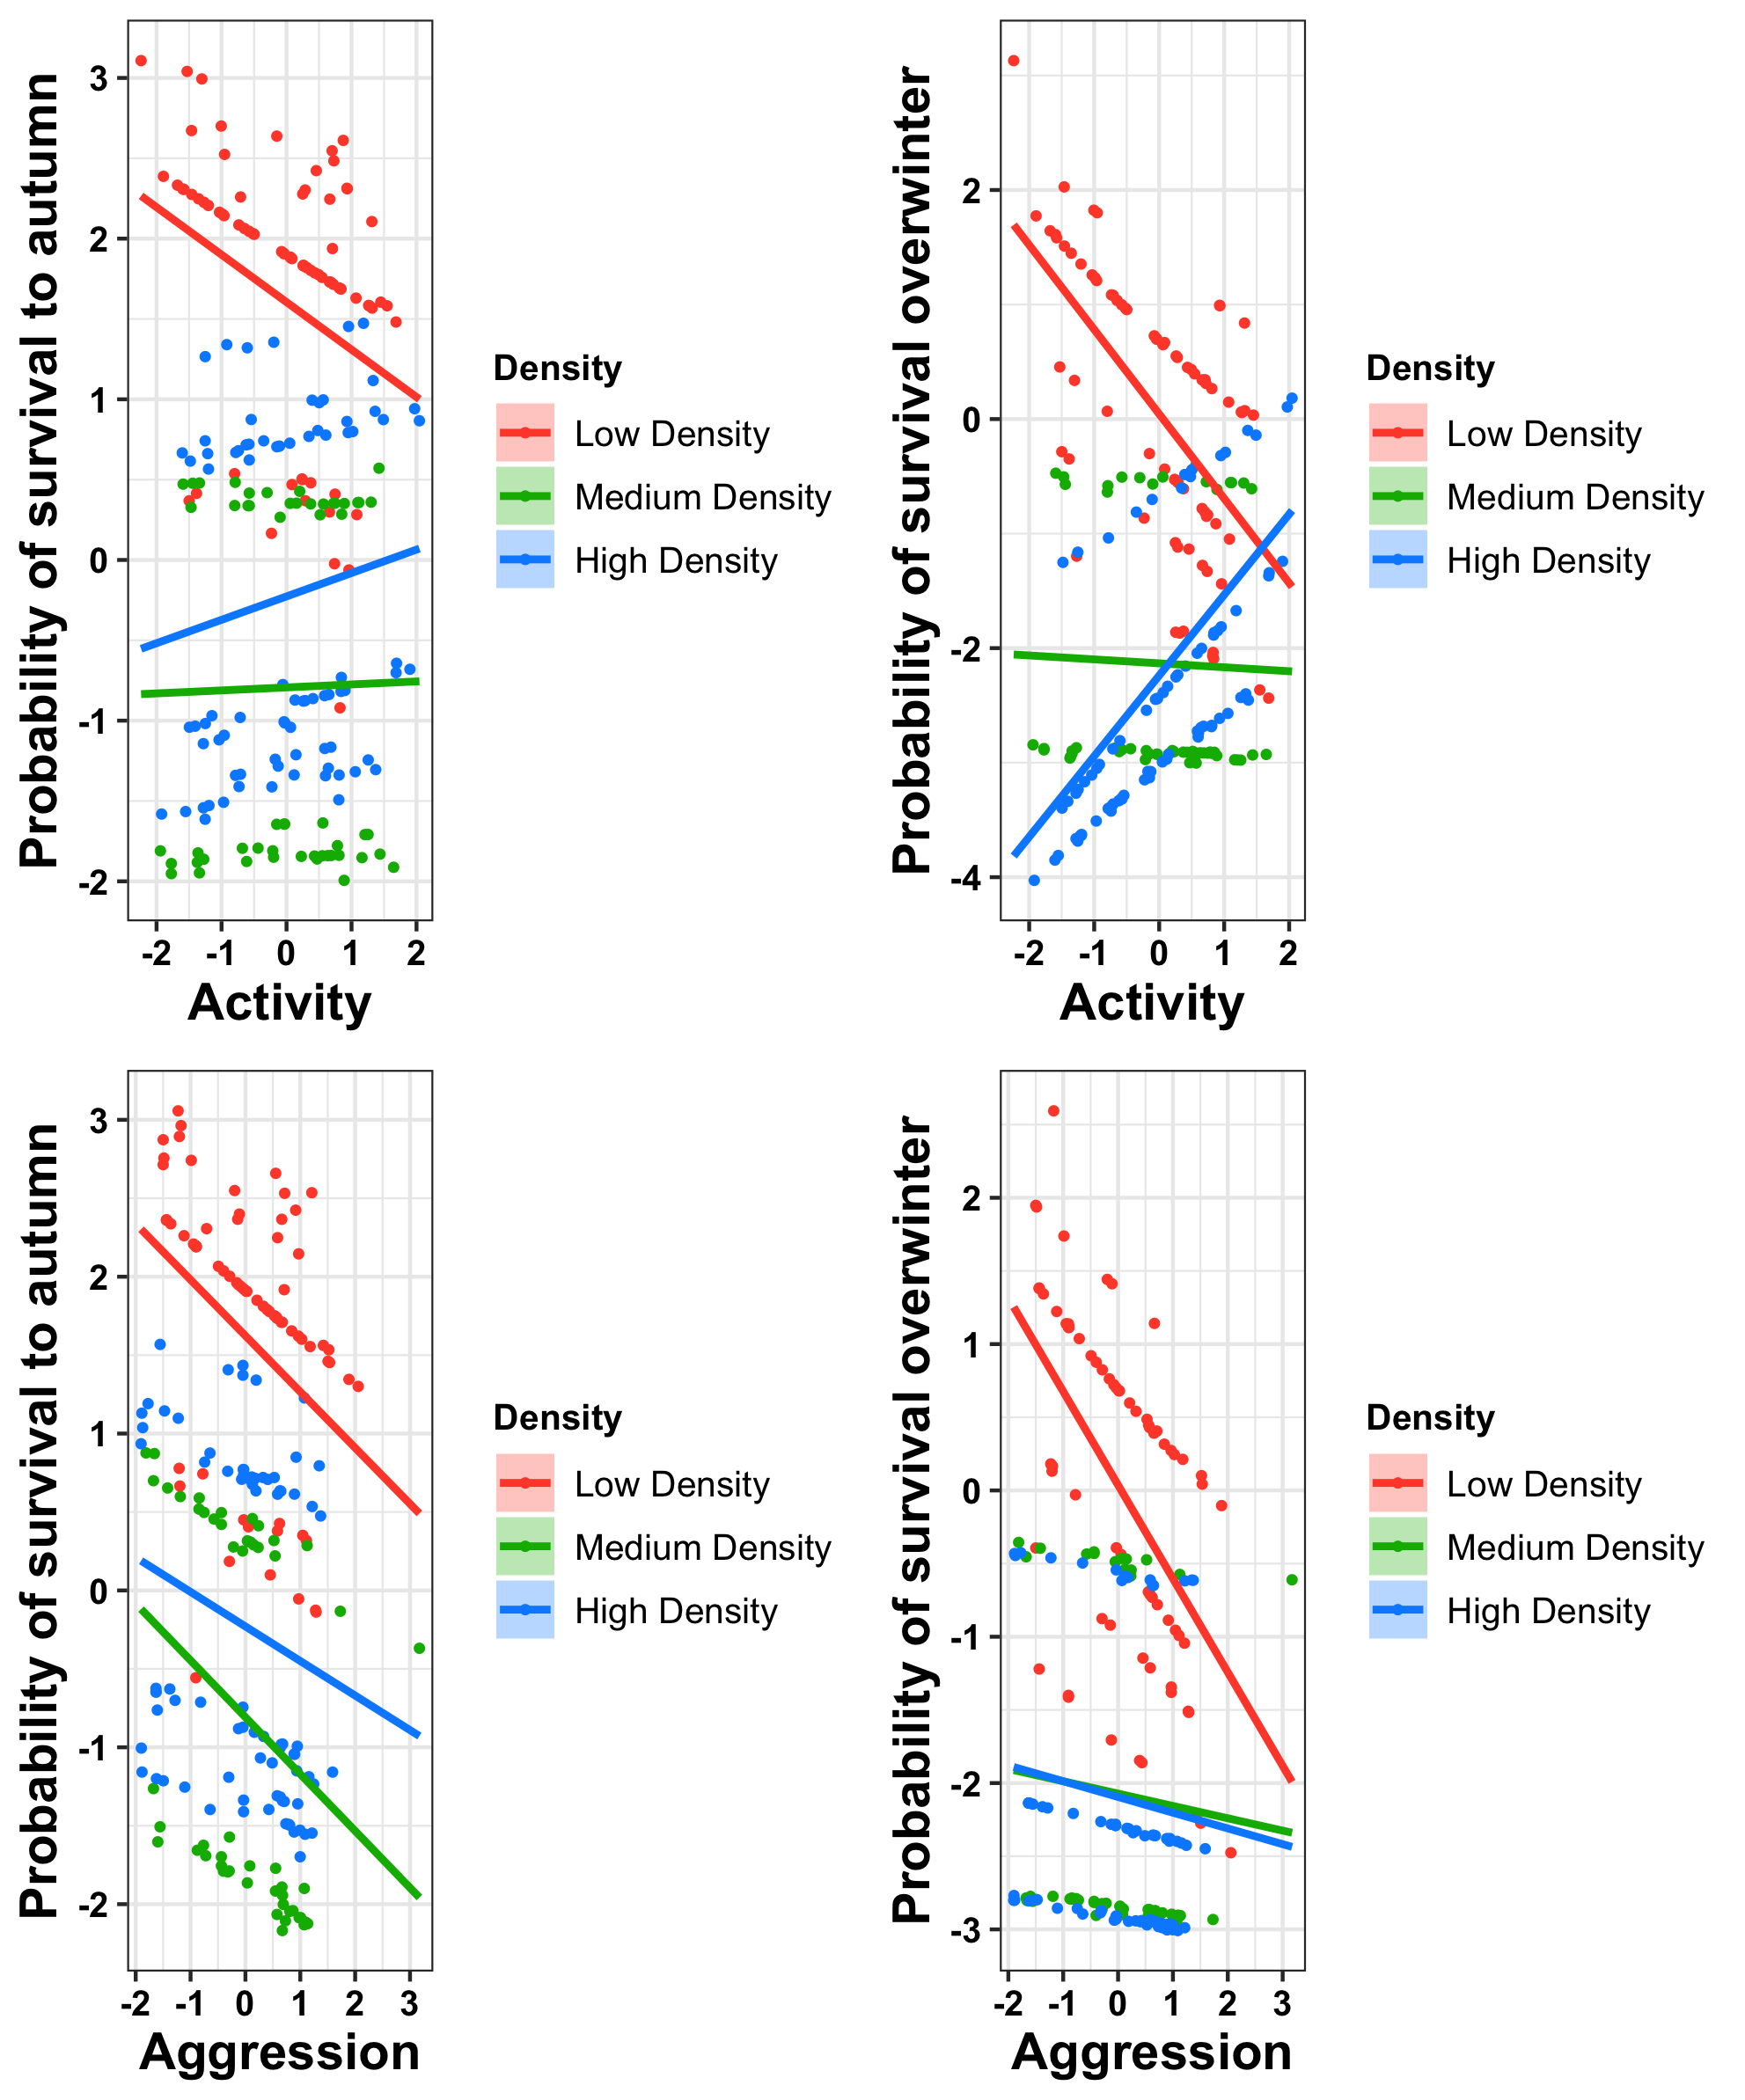 Probability of survival to autumn
3
2
1
0
-1
-2
-2 -1 0 1 2
Activity
Density
Low Density
Medium Density
High Density
Probability of survival overwinter
2
0
-2
-4
-2 -1 0 1 2
Activity
Density
Low Density
Medium Density
High Density
Probability of survival to autumn
3
2
1
0
-1
-2
-2 -1 0 1 2 3
Aggression
Density
Low Density
Medium Density
High Density
Probability of survival overwinter
2
1
0
-1
-2
-3
-2 -1 0 1 2 3
Aggression
Density
Low Density
Medium Density
High Density